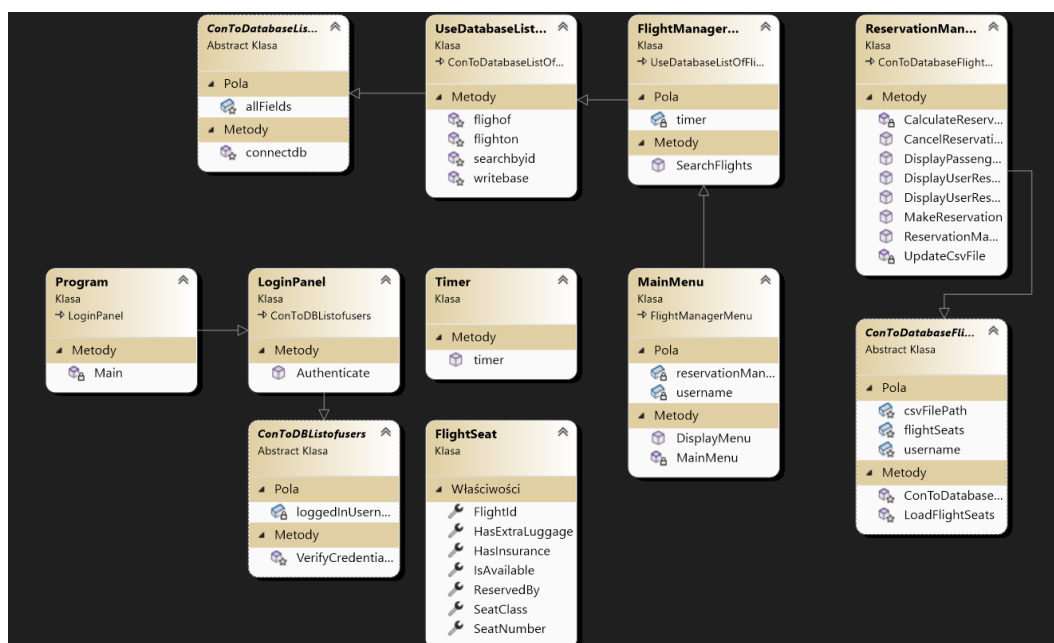 ConToDatabaseLis...
Abstract Klasa
Pola
allFields
Metody
connectdb
UseDatabaseList...
Klasa
ConToDatabaseListOf...
Metody
flighof
flighton
searchbyid
writebase
FlightManager...
Klasa
UseDatabaseListOfFli...
Pola
timer
Metody
SearchFlights
ReservationMan...
Klasa
ConToDatabaseFlight...
Metody
CalculateReserv...
CancelReservati...
DisplayPasseng...
DisplayUserRes...
DisplayUserRes...
MakeReservation
ReservationMa...
UpdateCsvFile
Program
Klasa
LoginPanel
Metody
Main
LoginPanel
Klasa
ConToDBListofusers
Metody
Authenticate
Timer
Klasa
Metody
timer
MainMenu
Klasa
FlightManagerMenu
Pola
reservationMan...
username
Metody
DisplayMenu
MainMenu
ConToDatabaseFli...
Abstract Klasa
Pola
csvFilePath
flightSeats
username
Metody
ConToDatabase...
LoadFlightSeats
ConToDBListofusers
Abstract Klasa
Pola
loggedInUsern...
Metody
VerifyCredentia...
FlightSeat
Klasa
Właściwości
FlightId
HasExtraLuggage
HasInsurance
IsAvailable
ReservedBy
SeatClass
SeatNumber